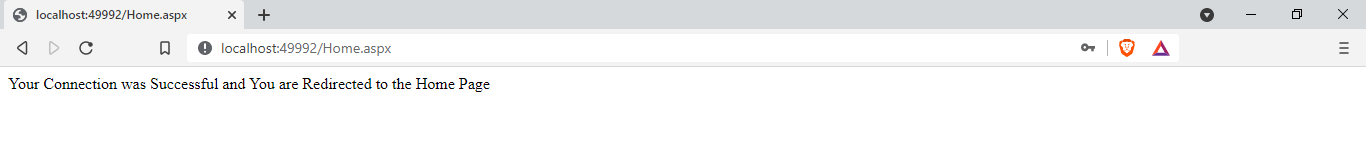 localhost:49992/Home.aspx
localhost:49992/Home.aspx
Your Connection was Successful and You are Redirected to the Home Page